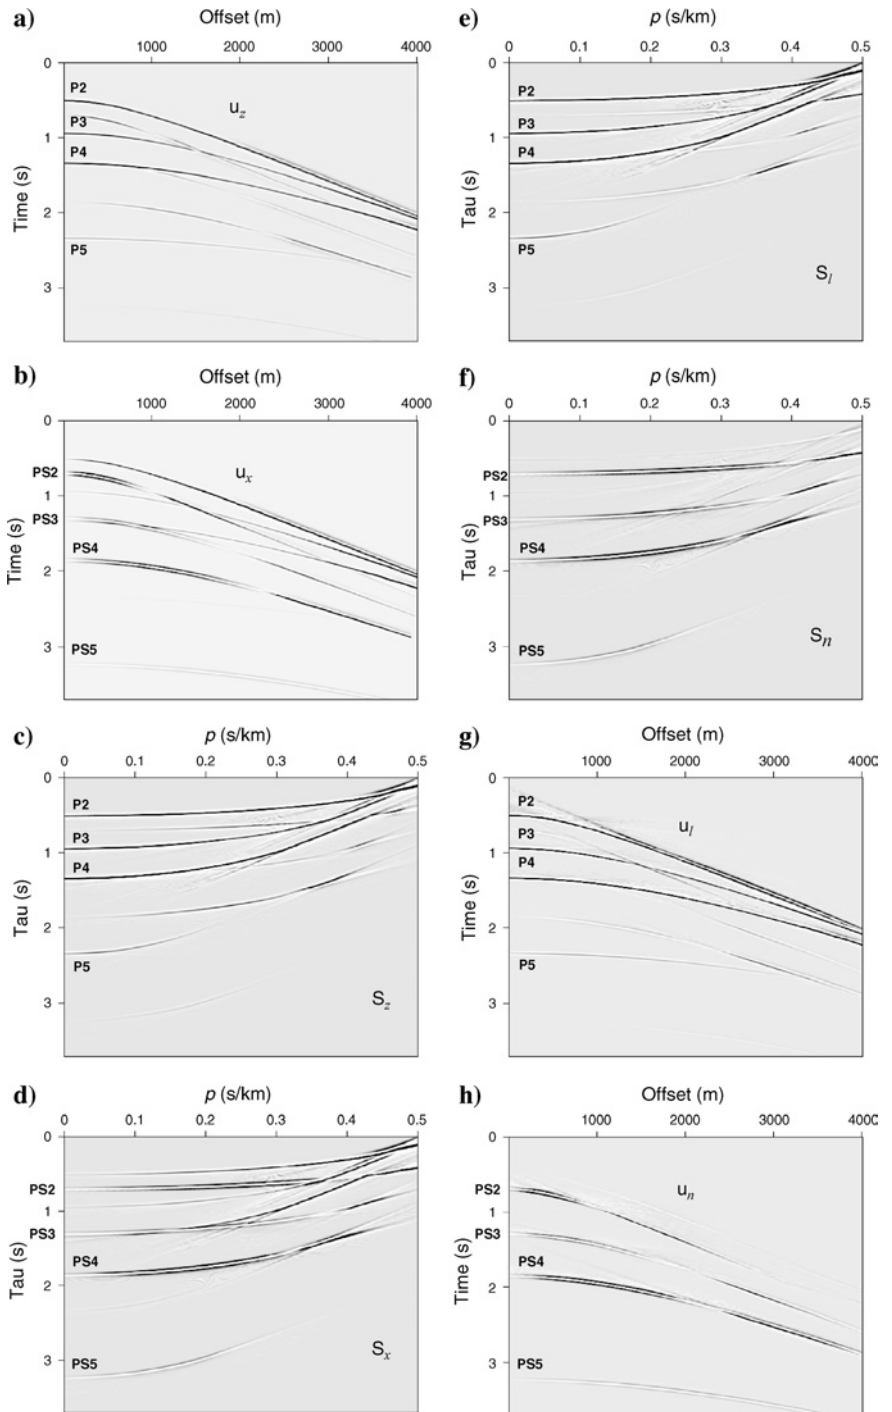 a)
Offset (m)
1000 2000 3000 4000
0
1
2
3
Time (s)
P2
P3
P4
P5
u_z
b)
Offset (m)
1000 2000 3000 4000
0
1
2
3
Time (s)
PS2
PS3
PS4
PS5
u_x
c)
p (s/km)
0 0.1 0.2 0.3 0.4 0.5
0
1
2
3
Tau (s)
P2
P3
P4
P5
S_z
d)
p (s/km)
0 0.1 0.2 0.3 0.4 0.5
0
1
2
3
Tau (s)
PS2
PS3
PS4
PS5
S_x
e)
p (s/km)
0 0.1 0.2 0.3 0.4 0.5
0
1
2
3
Tau (s)
P2
P3
P4
P5
S_l
f)
p (s/km)
0 0.1 0.2 0.3 0.4 0.5
0
1
2
3
Tau (s)
PS2
PS3
PS4
PS5
S_n
g)
Offset (m)
1000 2000 3000 4000
0
1
2
3
Time (s)
P2
P3
P4
P5
u_l
h)
Offset (m)
1000 2000 3000 4000
0
1
2
3
Time (s)
PS2
PS3
PS4
PS5
u_n